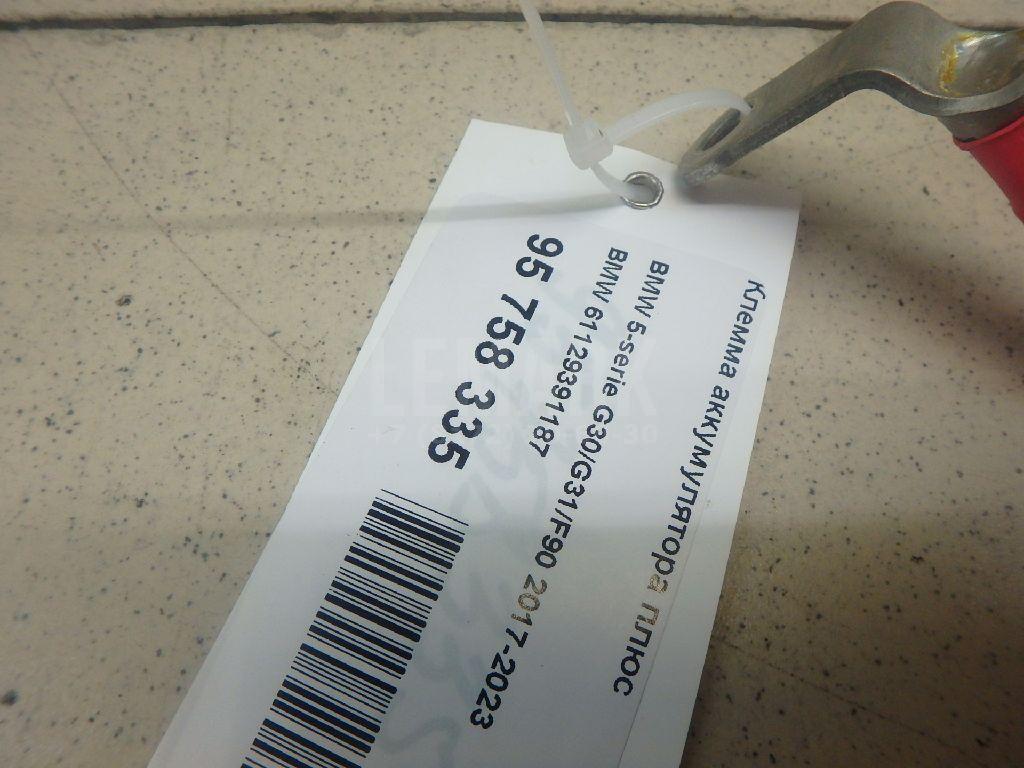 Клемма аккумулятора плюс
BMW 5-serie G30/G31/F90 2017-2023
BMW 61129391187
95 758 335